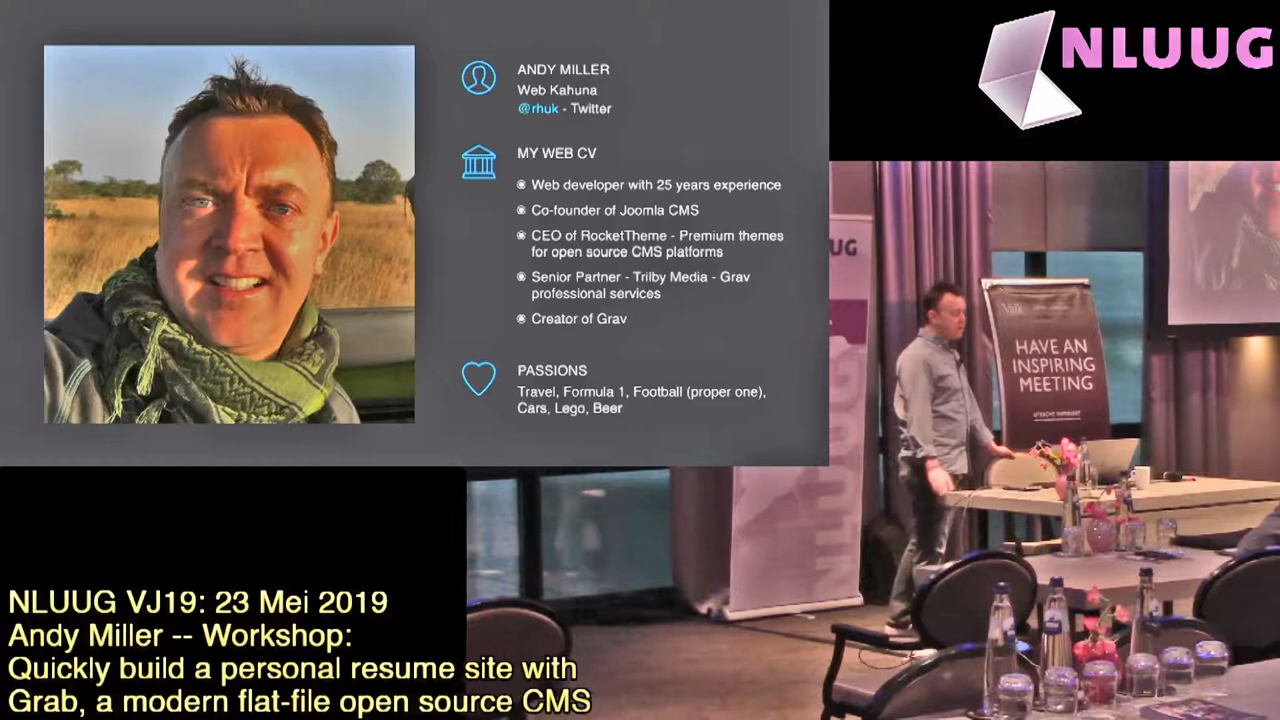 ANDY MILLER
Web Kahuna
@rhuk - Twitter
MY WEB CV
Web developer with 25 years experience
Co-founder of Joomla CMS
CEO of RocketTheme - Premium themes
for open source CMS platforms
Senior Partner - Trilby Media - Grav
professional services
Creator of Grav
PASSIONS
Travel, Formula 1, Football (proper one),
Cars, Lego, Beer
NLUUG
UUG
HAVE AN
INSPIRING
MEETING
NLUUG VJ19: 23 Mei 2019
Andy Miller -- Workshop:
Quickly build a personal resume site with
Grab, a modern flat-file open source CMS